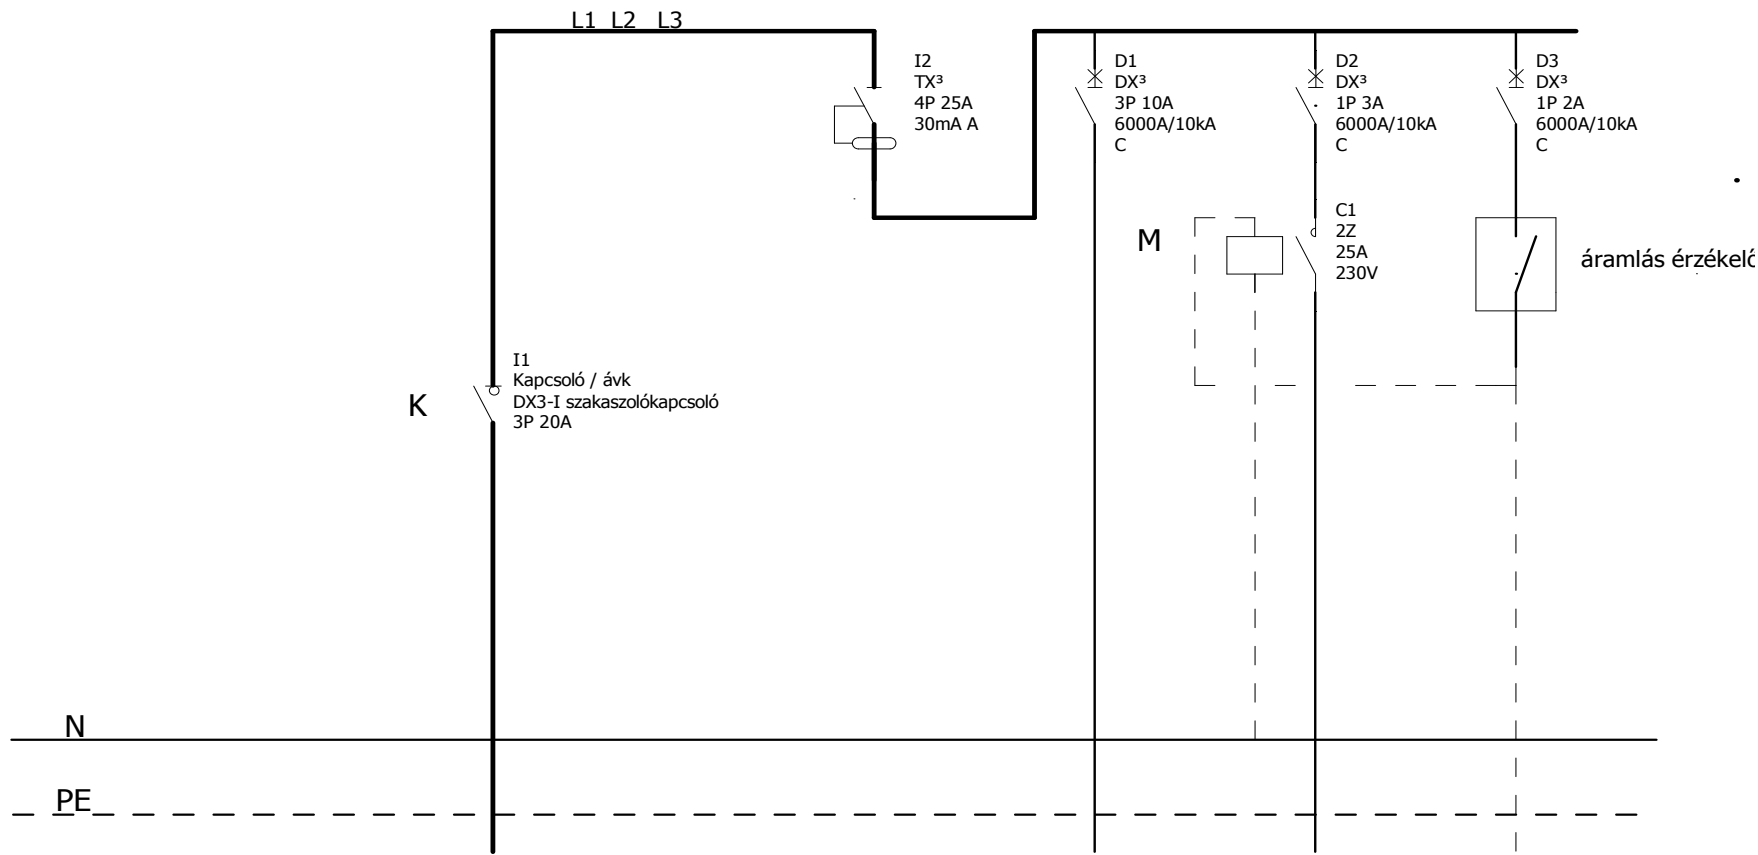 L1 L2 L3
I2
TX³
4P 25A
30mA A
D1
DX³
3P 10A
6000A/10kA
C
D2
DX³
1P 3A
6000A/10kA
C
D3
DX³
1P 2A
6000A/10kA
C
M
C1
2Z
25A
230V
áramlás érzékelő
K
I1
Kapcsoló / ávk
DX3-I szakaszolókapcsoló
3P 20A
N
PE